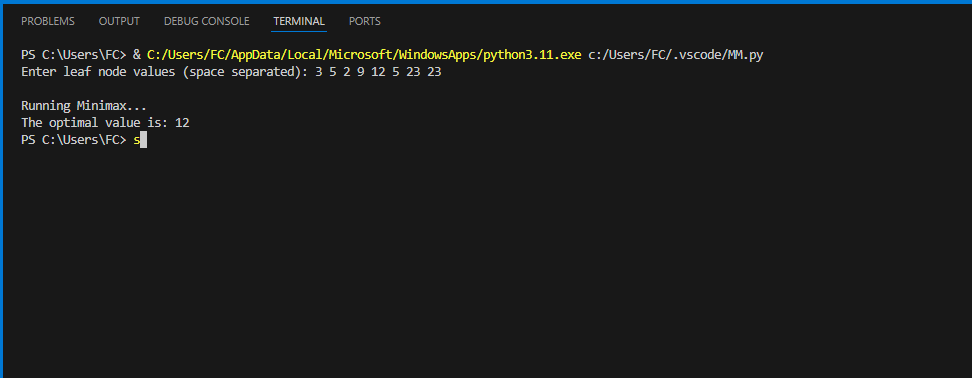 PROBLEMS OUTPUT DEBUG CONSOLE TERMINAL PORTS
PS C:\Users\FC> & C:/Users/FC/AppData/Local/Microsoft/WindowsApps/python3.11.exe c:/Users/FC/.vscode/MM.py
Enter leaf node values (space separated): 3 5 2 9 12 5 23 23
Running Minimax...
The optimal value is: 12
PS C:\Users\FC> s